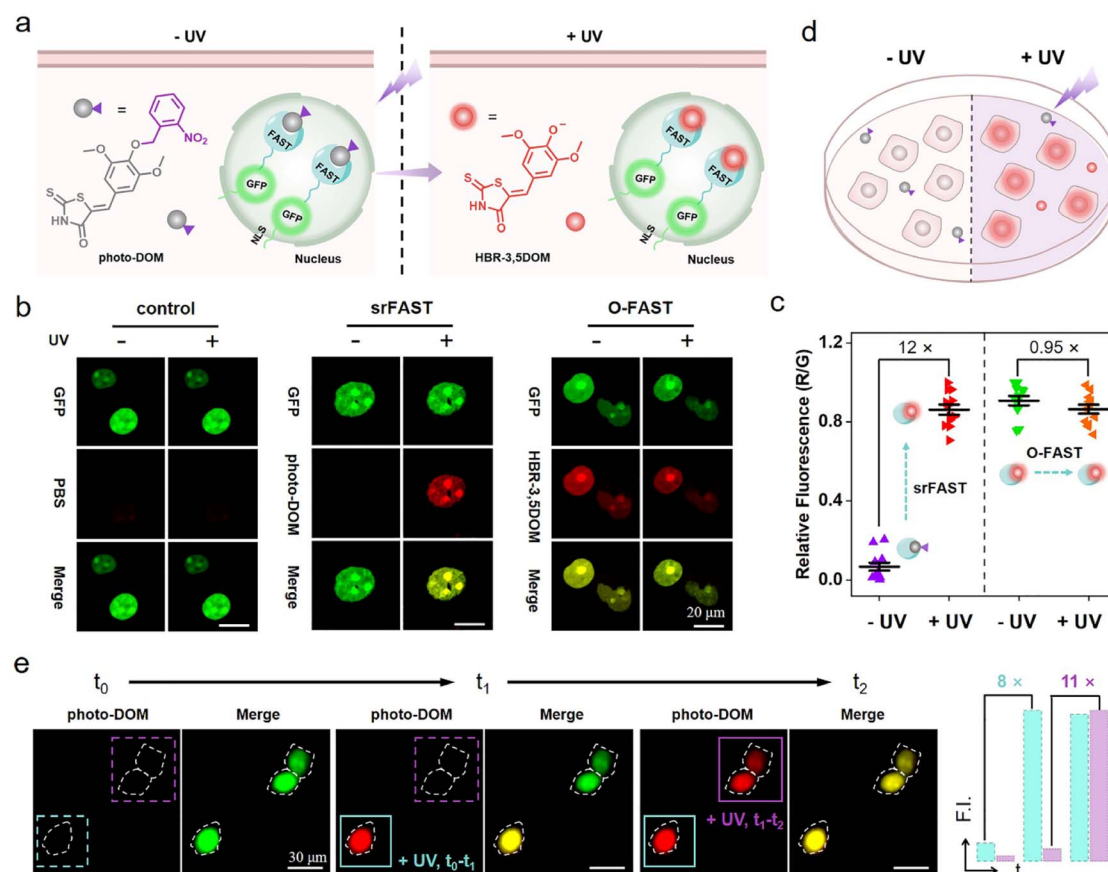 a
- UV
+ UV
=
NO₂
O
O
O
S
S
HN
O
photo-DOM
FAST
FAST
GFP
GFP
NLS
Nucleus
=
O⁻
O
O
S
S
HN
O
HBR-3,5DOM
FAST
FAST
GFP
GFP
NLS
Nucleus
d
- UV
+ UV
b
control
srFAST
O-FAST
UV
-
+
-
+
-
+
GFP
PBS
Merge
GFP
photo-DOM
Merge
GFP
HBR-3,5DOM
Merge
20 μm
c
Relative Fluorescence (R/G)
1.2
0.8
0.4
0.0
12 ×
0.95 ×
srFAST
O-FAST
- UV
+ UV
- UV
+ UV
e
t₀
t₁
t₂
photo-DOM
Merge
photo-DOM
Merge
photo-DOM
Merge
30 μm
+ UV, t₀-t₁
+ UV, t₁-t₂
8 ×
11 ×
F.I.
t